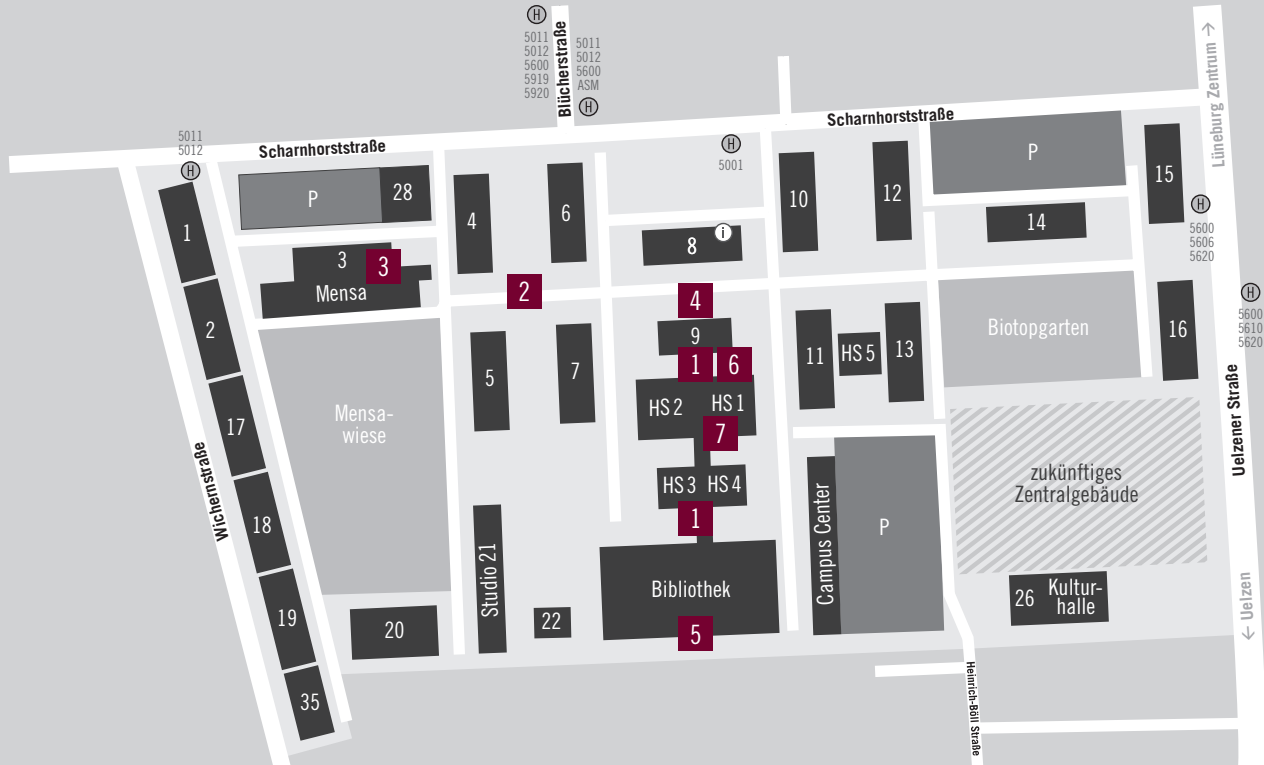 H
5011
5012
5600
5919
5920
Blücherstraße
5011
5012
5600
ASM
H
Lüneburg Zentrum →
5011
5012
H
Scharnhorststraße
H
5001
Scharnhorststraße
P
28
4
6
8
i
10
12
P
14
15
H
5600
5606
5620
1
3
3
Mensa
2
4
9
1
6
2
5
7
HS 2
HS 1
7
11
HS 5
13
Biotopgarten
16
H
5600
5610
5620
Mensa-
wiese
17
Wichernstraße
18
HS 3
HS 4
1
Campus Center
P
zukünftiges
Zentralgebäude
Uelzener Straße
Studio 21
Bibliothek
5
22
19
20
35
26
Kultur-
halle
← Uelzen
Heinrich-Böll Straße